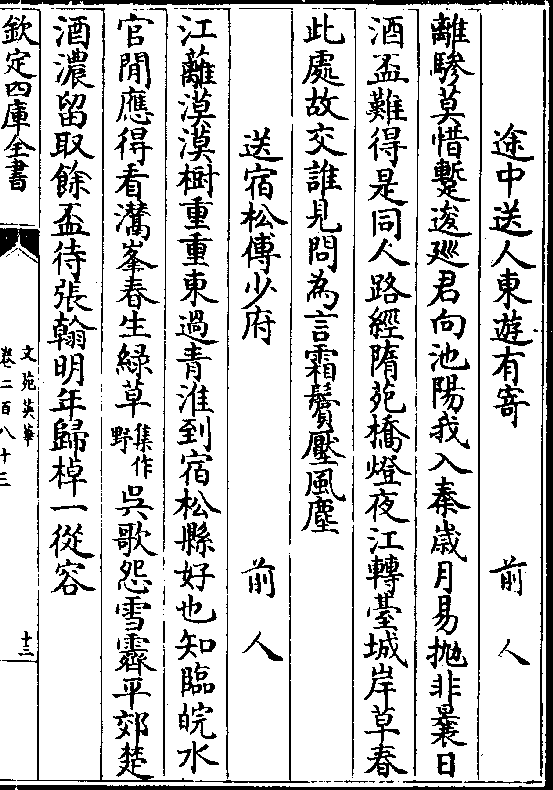 途中送人東遊有寄　前人
離驂莫惜蹔逡廵君向池陽我入秦歳月易抛非曩日
酒盃難得是同人路經隋苑橋燈夜江轉臺城岸草春
此處故交誰見問為言霜鬢壓風塵
送宿松傅少府　前人
江蘺漠漠樹重重東過青淮到宿松縣好也知臨皖水
官閒應得看灊峯春生緑草集作野吳歌怨雪霽平郊楚
酒濃留取餘盃待張翰明年歸棹一從容
欽定四庫全書
文苑英華
卷二百八十三
十三